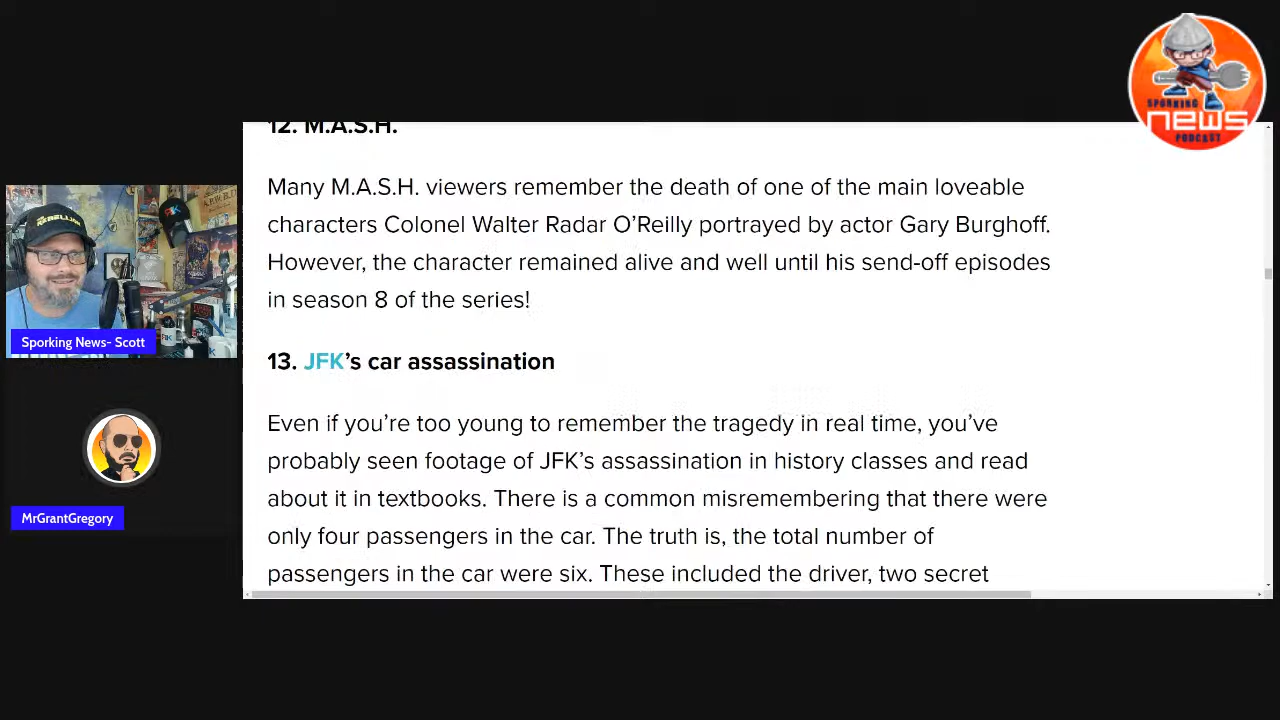 SPORKING
news
PODCAST
12. M.A.S.H.
Many M.A.S.H. viewers remember the death of one of the main loveable
characters Colonel Walter Radar O’Reilly portrayed by actor Gary Burghoff.
However, the character remained alive and well until his send-off episodes
in season 8 of the series!
13. JFK’s car assassination
Even if you’re too young to remember the tragedy in real time, you’ve
probably seen footage of JFK’s assassination in history classes and read
about it in textbooks. There is a common misremembering that there were
only four passengers in the car. The truth is, the total number of
passengers in the car were six. These included the driver, two secret
REBELLION
Sporking News- Scott
MrGrantGregory